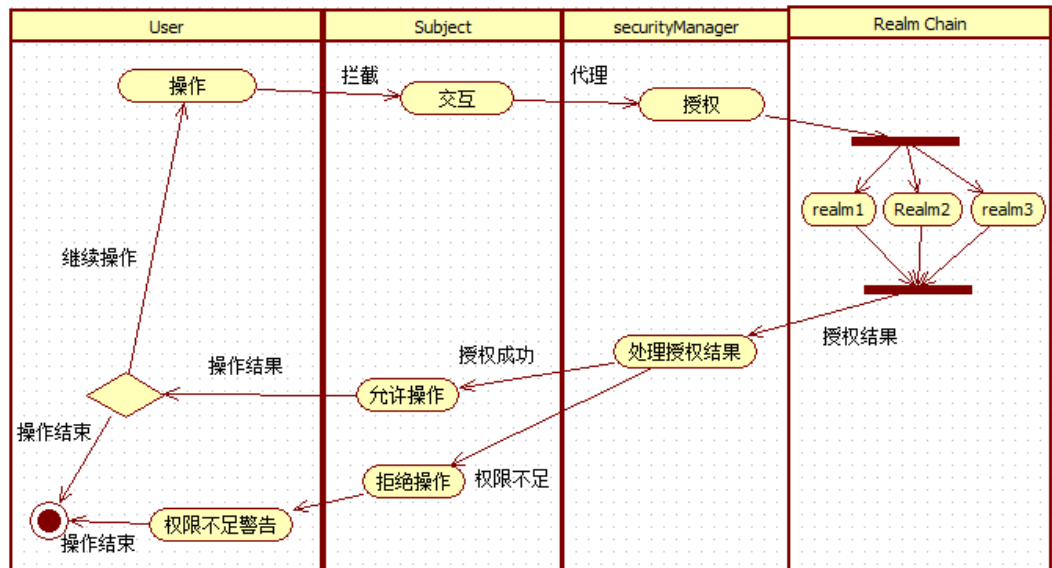 User
Subject
securityManager
Realm Chain
操作
拦截
交互
代理
授权
realm1
Realm2
realm3
继续操作
授权结果
处理授权结果
授权成功
允许操作
操作结果
操作结束
拒绝操作
权限不足
权限不足警告
操作结束